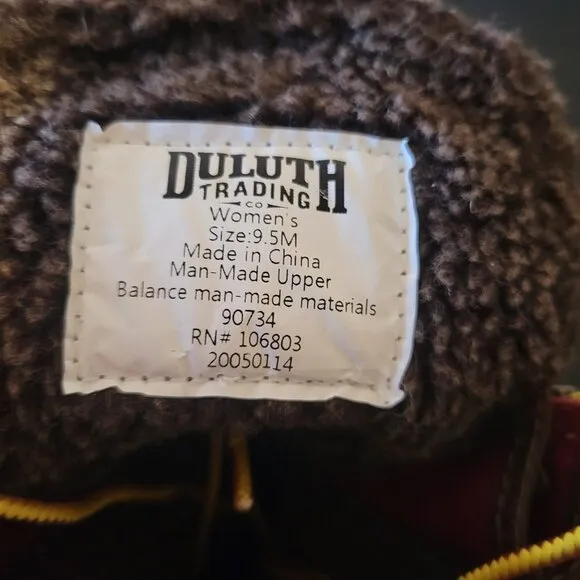 DULUTH
TRADING
CO
Women's
Size:9.5M
Made in China
Man-Made Upper
Balance man-made materials
90734
RN# 106803
20050114